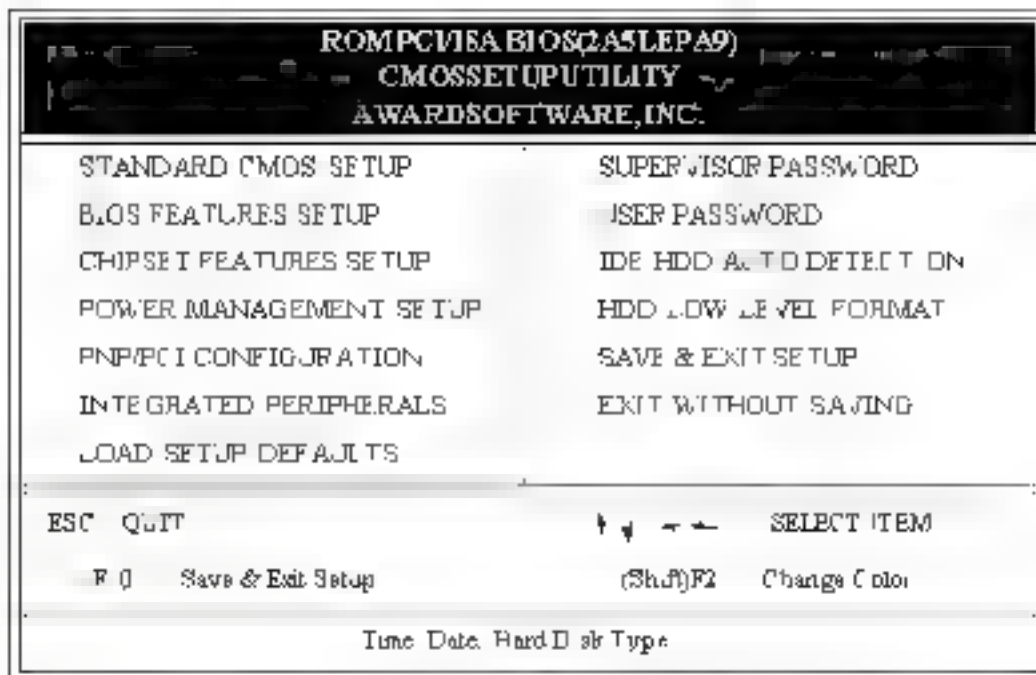 ROM PCI/ISA BIOS(2A5LEPA9)
CMOSSETUPUTILITY
AWARDSOFTWARE,INC.
STANDARD CMOS SETUP
BIOS FEATURES SETUP
CHIPSET FEATURES SETUP
POWER MANAGEMENT SETUP
PNP/PCI CONFIGURATION
INTEGRATED PERIPHERALS
LOAD SETUP DEFAULTS
SUPERVISOR PASSWORD
USER PASSWORD
IDE HDD AUTO DETECTION
HDD LOW LEVEL FORMAT
SAVE & EXIT SETUP
EXIT WITHOUT SAVING
ESC QUIT
SELECT ITEM
F10 Save & Exit Setup
(Shift)F2 Change Color
Time, Date, Hard Disk Type